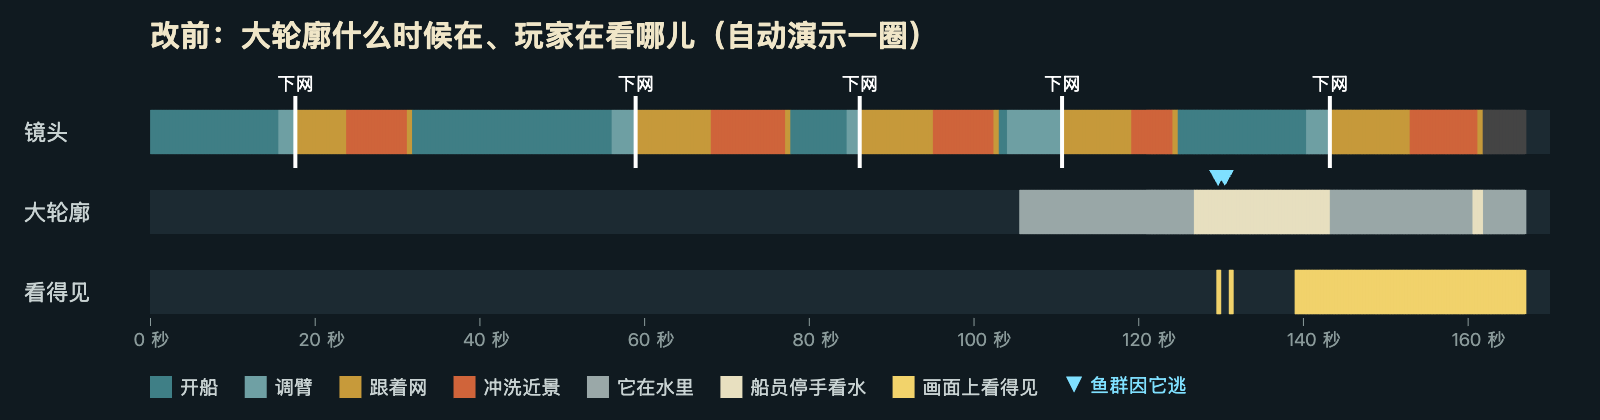 改前：大轮廓什么时候在、玩家在看哪儿（自动演示一圈）
下网 下网 下网 下网 下网
镜头
大轮廓
看得见
0 秒 20 秒 40 秒 60 秒 80 秒 100 秒 120 秒 140 秒 160 秒
开船 调臂 跟着网 冲洗近景 它在水里 船员停手看水 画面上看得见 鱼群因它逃